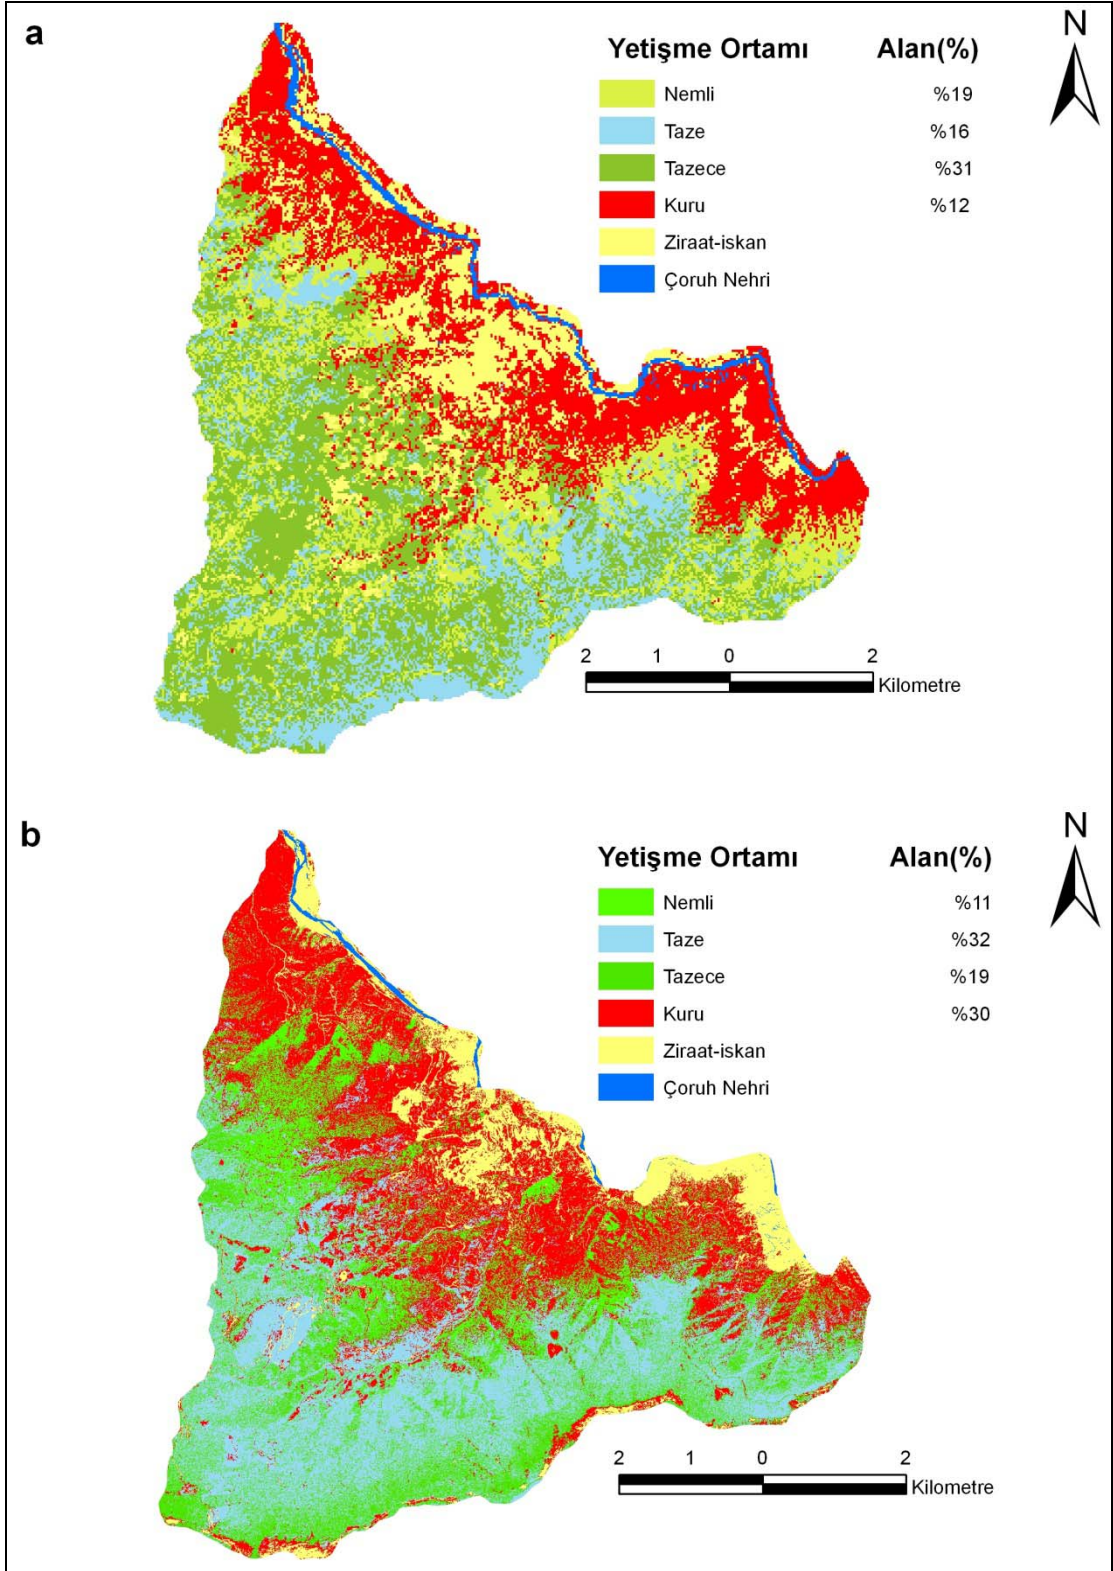 a
N
Yetişme Ortamı Alan(%)
Nemli %19
Taze %16
Tazece %31
Kuru %12
Ziraat-iskan
Çoruh Nehri
2 1 0 2
Kilometre
b
N
Yetişme Ortamı Alan(%)
Nemli %11
Taze %32
Tazece %19
Kuru %30
Ziraat-iskan
Çoruh Nehri
2 1 0 2
Kilometre